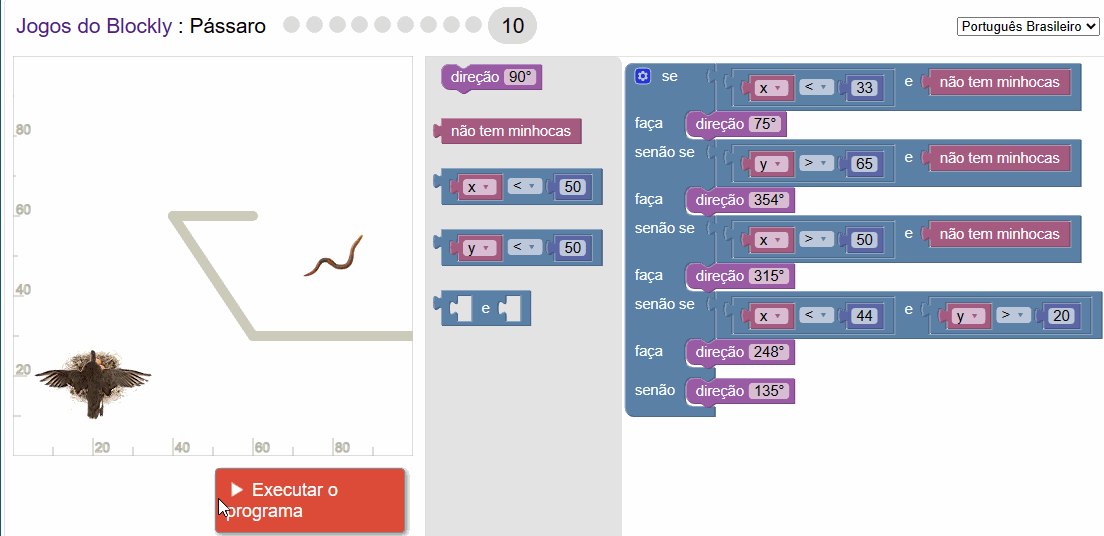 Jogos do Blockly : Pássaro 10 Português Brasileiro
80
60
40
20
20 40 60 80
Executar o
programa
direção 90°
não tem minhocas
x < 50
y < 50
e
se x < 33 e não tem minhocas
faça direção 75°
senão se y > 65 e não tem minhocas
faça direção 354°
senão se x > 50 e não tem minhocas
faça direção 315°
senão se x < 44 e y > 20
faça direção 248°
senão direção 135°